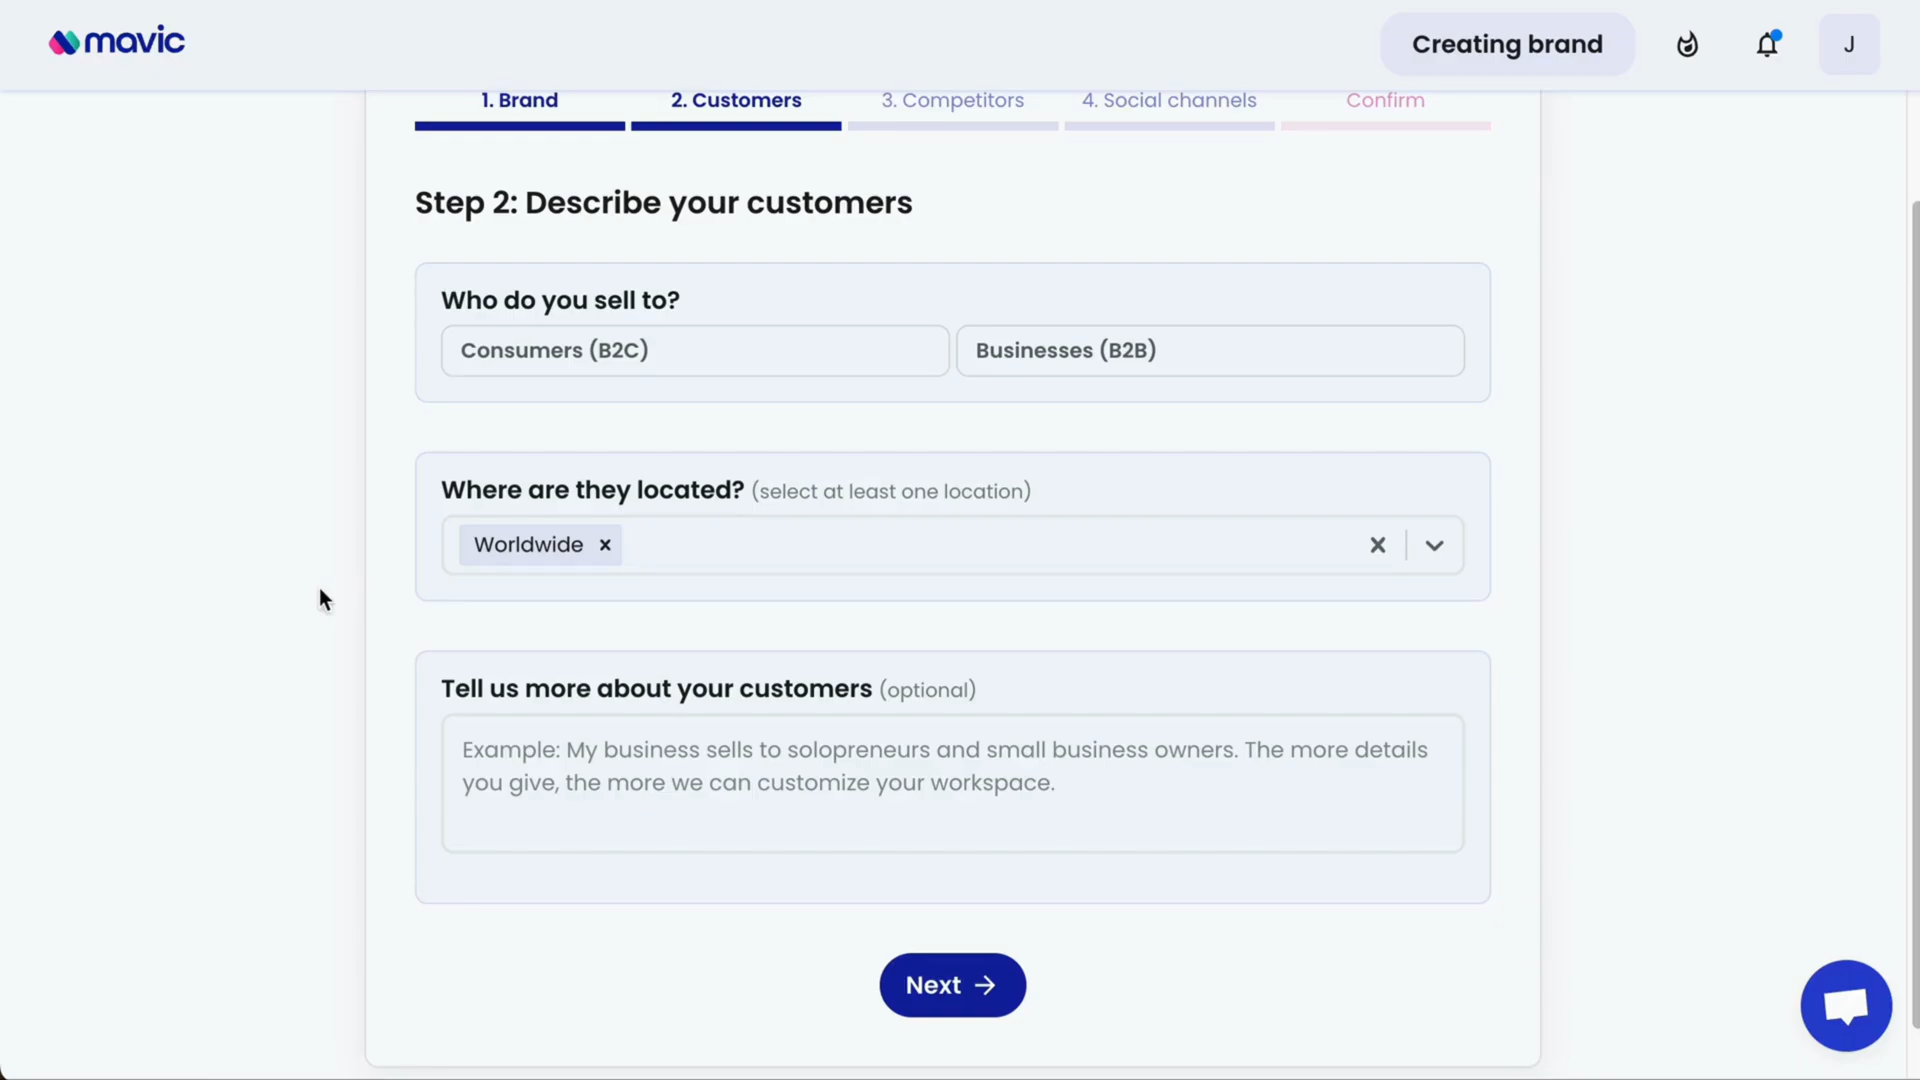 mavic
Creating brand
J
1. Brand
2. Customers
3. Competitors
4. Social channels
Confirm
Step 2: Describe your customers
Who do you sell to?
Consumers (B2C)
Businesses (B2B)
Where are they located? (select at least one location)
Worldwide
Tell us more about your customers (optional)
Example: My business sells to solopreneurs and small business owners. The more details
you give, the more we can customize your workspace.
Next